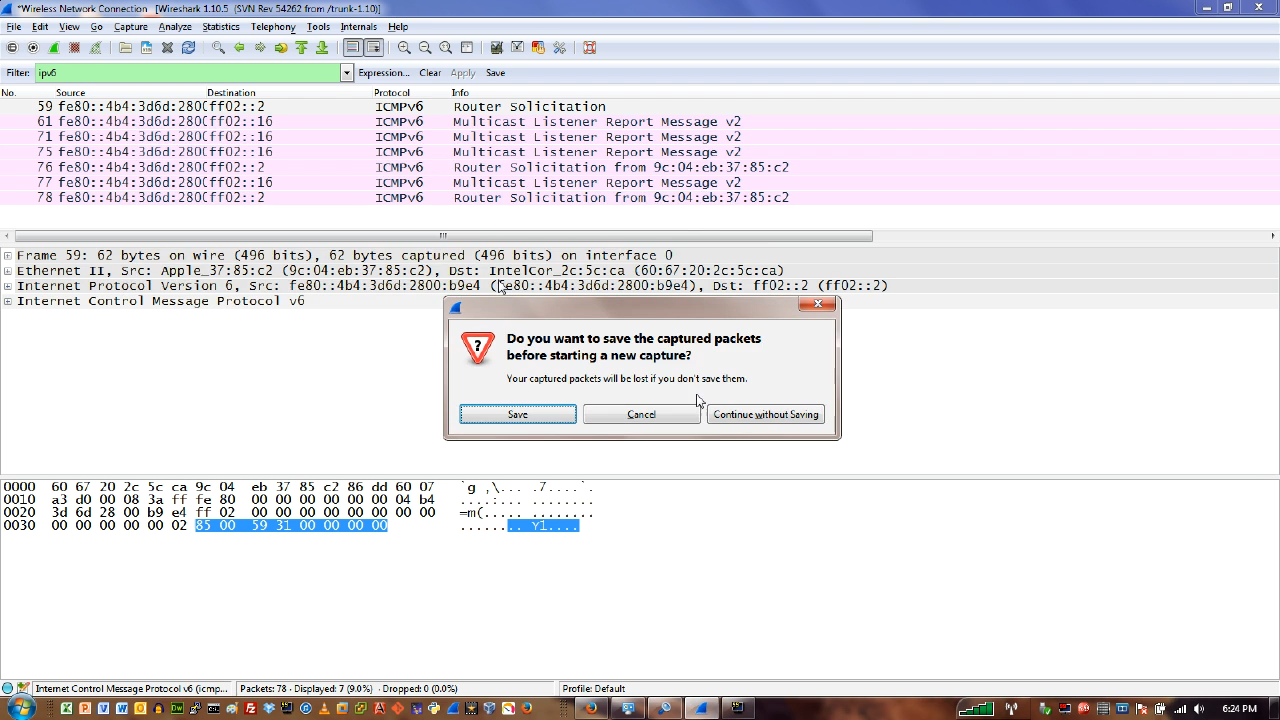 *Wireless Network Connection [Wireshark 1.10.5 (SVN Rev 54262 from /trunk-1.10)]
File Edit View Go Capture Analyze Statistics Telephony Tools Internals Help
Filter: ipv6 Expression... Clear Apply Save
No. Source Destination Protocol Info
59 fe80::4b4:3d6d:280( ff02::2 ICMPv6 Router Solicitation
61 fe80::4b4:3d6d:280( ff02::16 ICMPv6 Multicast Listener Report Message v2
71 fe80::4b4:3d6d:280( ff02::16 ICMPv6 Multicast Listener Report Message v2
75 fe80::4b4:3d6d:280( ff02::16 ICMPv6 Multicast Listener Report Message v2
76 fe80::4b4:3d6d:280( ff02::2 ICMPv6 Router Solicitation from 9c:04:eb:37:85:c2
77 fe80::4b4:3d6d:280( ff02::16 ICMPv6 Multicast Listener Report Message v2
78 fe80::4b4:3d6d:280( ff02::2 ICMPv6 Router Solicitation from 9c:04:eb:37:85:c2
Frame 59: 62 bytes on wire (496 bits), 62 bytes captured (496 bits) on interface 0
Ethernet II, Src: Apple_37:85:c2 (9c:04:eb:37:85:c2), Dst: IntelCor_2c:5c:ca (60:67:20:2c:5c:ca)
Internet Protocol Version 6, Src: fe80::4b4:3d6d:2800:b9e4 (fe80::4b4:3d6d:2800:b9e4), Dst: ff02::2 (ff02::2)
Internet Control Message Protocol v6
Do you want to save the captured packets
before starting a new capture?
Your captured packets will be lost if you don't save them.
Save Cancel Continue without Saving
0000 60 67 20 2c 5c ca 9c 04 eb 37 85 c2 86 dd 60 07 `g ,\... .7....`.
0010 a3 d0 00 08 3a ff fe 80 00 00 00 00 00 00 04 b4 ....:... ........
0020 3d 6d 28 00 b9 e4 ff 02 00 00 00 00 00 00 00 00 =m(..... ........
0030 00 00 00 00 00 02 85 00 59 31 00 00 00 00 ........ Y1....
Internet Control Message Protocol v6 (icmp... Packets: 78 · Displayed: 7 (9.0%) · Dropped: 0 (0.0%) Profile: Default
6:24 PM